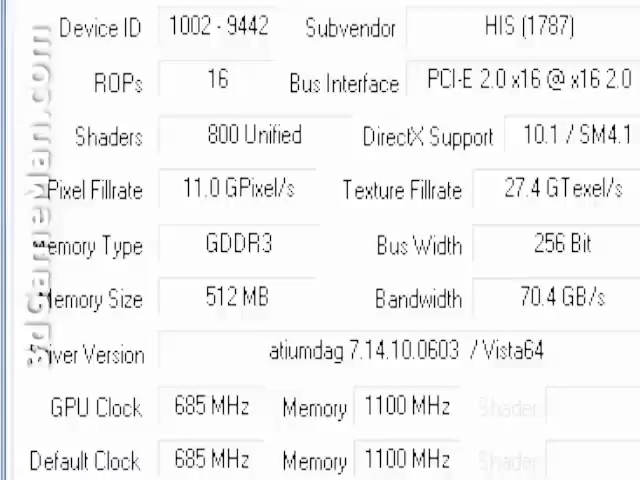 Device ID 1002 - 9442 Subvendor HIS (1787)
ROPs 16 Bus Interface PCI-E 2.0 x16 @ x16 2.0
Shaders 800 Unified DirectX Support 10.1 / SM4.1
Pixel Fillrate 11.0 GPixel/s Texture Fillrate 27.4 GTexel/s
Memory Type GDDR3 Bus Width 256 Bit
Memory Size 512 MB Bandwidth 70.4 GB/s
Driver Version atiumdag 7.14.10.0603 / Vista64
GPU Clock 685 MHz Memory 1100 MHz Shader
Default Clock 685 MHz Memory 1100 MHz Shader
3dGameMan.com